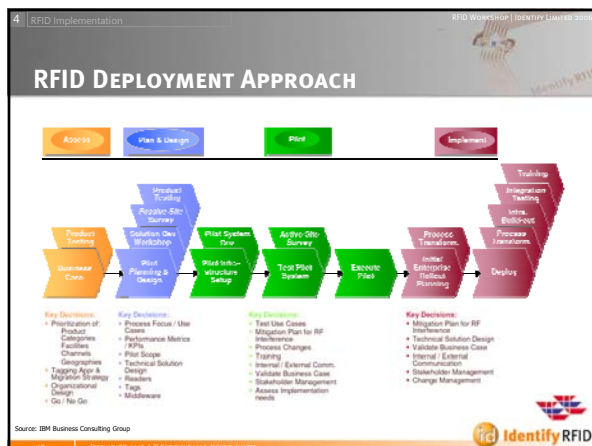 4 RFID Implementation
RFID WORKSHOP | IDENTIFY LIMITED 2006
IdentifyRFID
RFID DEPLOYMENT APPROACH
Assess
Plan & Design
Pilot
Implement
Product Testing
Business Case
Product Testing
Passive Site Survey
Solution Dev Workshop
Pilot Planning & Design
Pilot System Dev
Pilot Infra-structure Setup
Active Site Survey
Test Pilot System
Execute Pilot
Process Transform.
Initial Enterprise Rollout Planning
Training
Integration Testing
Infra. Build-out
Process Transform.
Deploy
Key Decisions:
Prioritization of:
Product
Categories
Facilities
Channels
Geographies
Tagging Appr &
Migration Strategy
Organizational
Design
Go / No Go
Key Decisions:
Process Focus / Use
Cases
Performance Metrics
/ KPIs
Pilot Scope
Technical Solution
Design
Readers
Tags
Middleware
Key Decisions:
Test Use Cases
Mitigation Plan for RF
Interference
Process Changes
Training
Internal / External Comm.
Validate Business Case
Stakeholder Management
Assess Implementation
needs
Key Decisions:
Mitigation Plan for RF
Interference
Technical Solution Design
Validate Business Case
Internal / External
Communication
Stakeholder Management
Change Management
Source: IBM Business Consulting Group
id Identify RFID